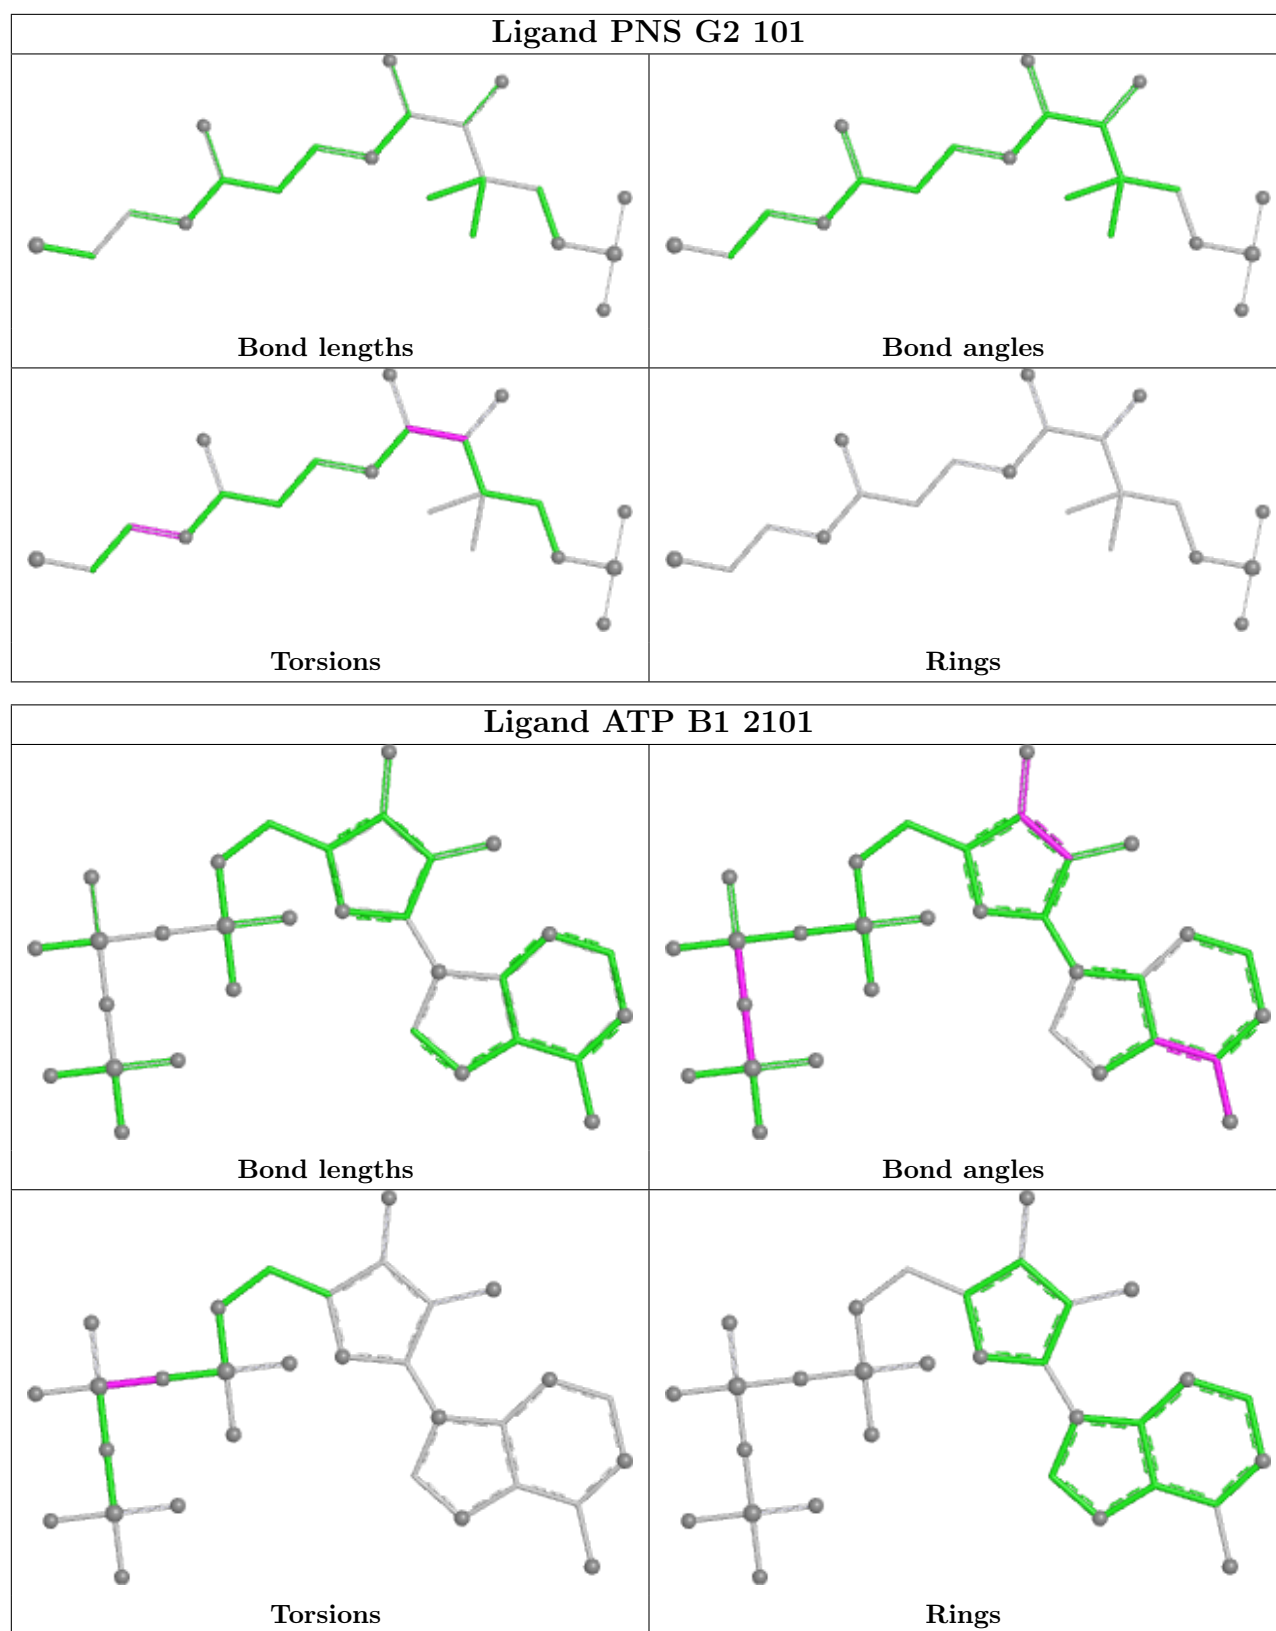 Ligand PNS G2 101
Bond lengths
Bond angles
Torsions
Rings
Ligand ATP B1 2101
Bond lengths
Bond angles
Torsions
Rings